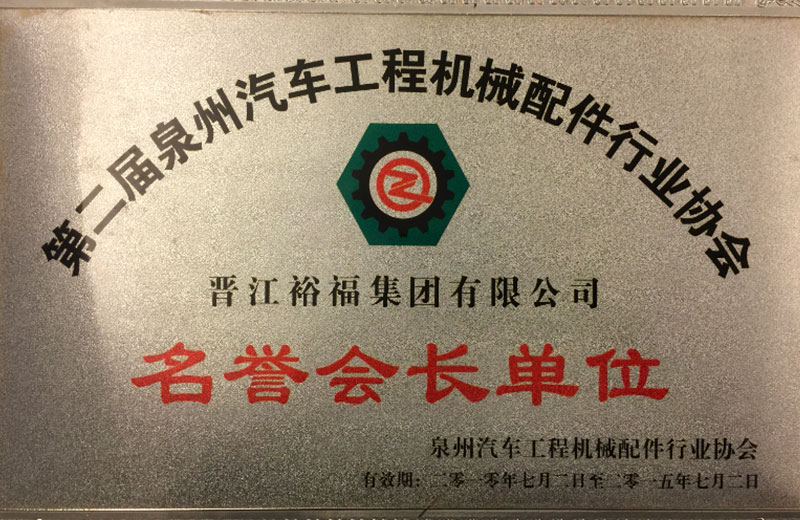 第二届泉州汽车工程机械配件行业协会
晋江裕福集团有限公司
名誉会长单位
泉州汽车工程机械配件行业协会
有效期：二零一零年七月二日至二零一五年七月二日